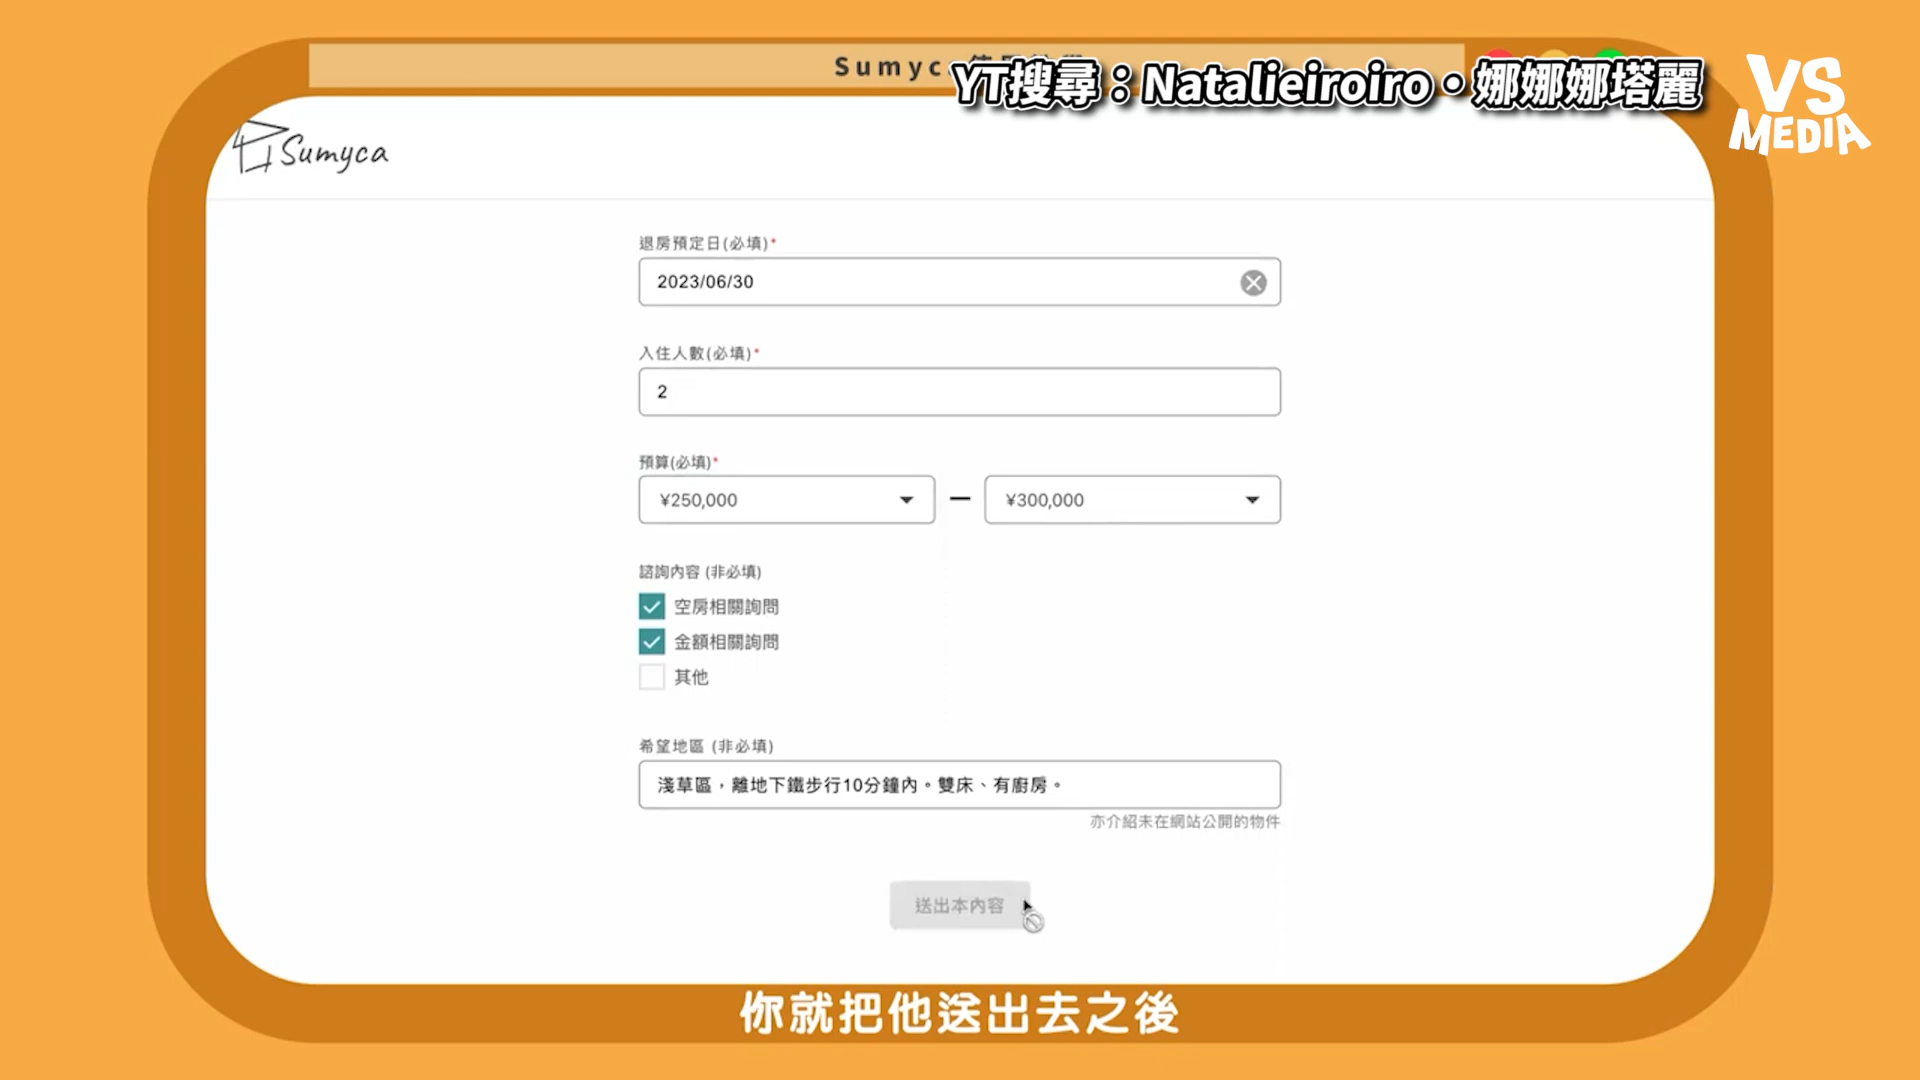 Sumyc
YT搜尋：Natalieiroiro・娜娜娜塔麗
VS
MEDIA
Sumyca
退房預定日(必填)*
2023/06/30
入住人數(必填)*
2
預算(必填)*
¥250,000 — ¥300,000
諮詢內容 (非必填)
空房相關詢問
金額相關詢問
其他
希望地區 (非必填)
淺草區，離地下鐵步行10分鐘內。雙床、有廚房。
亦介紹未在網站公開的物件
送出本內容
你就把他送出去之後